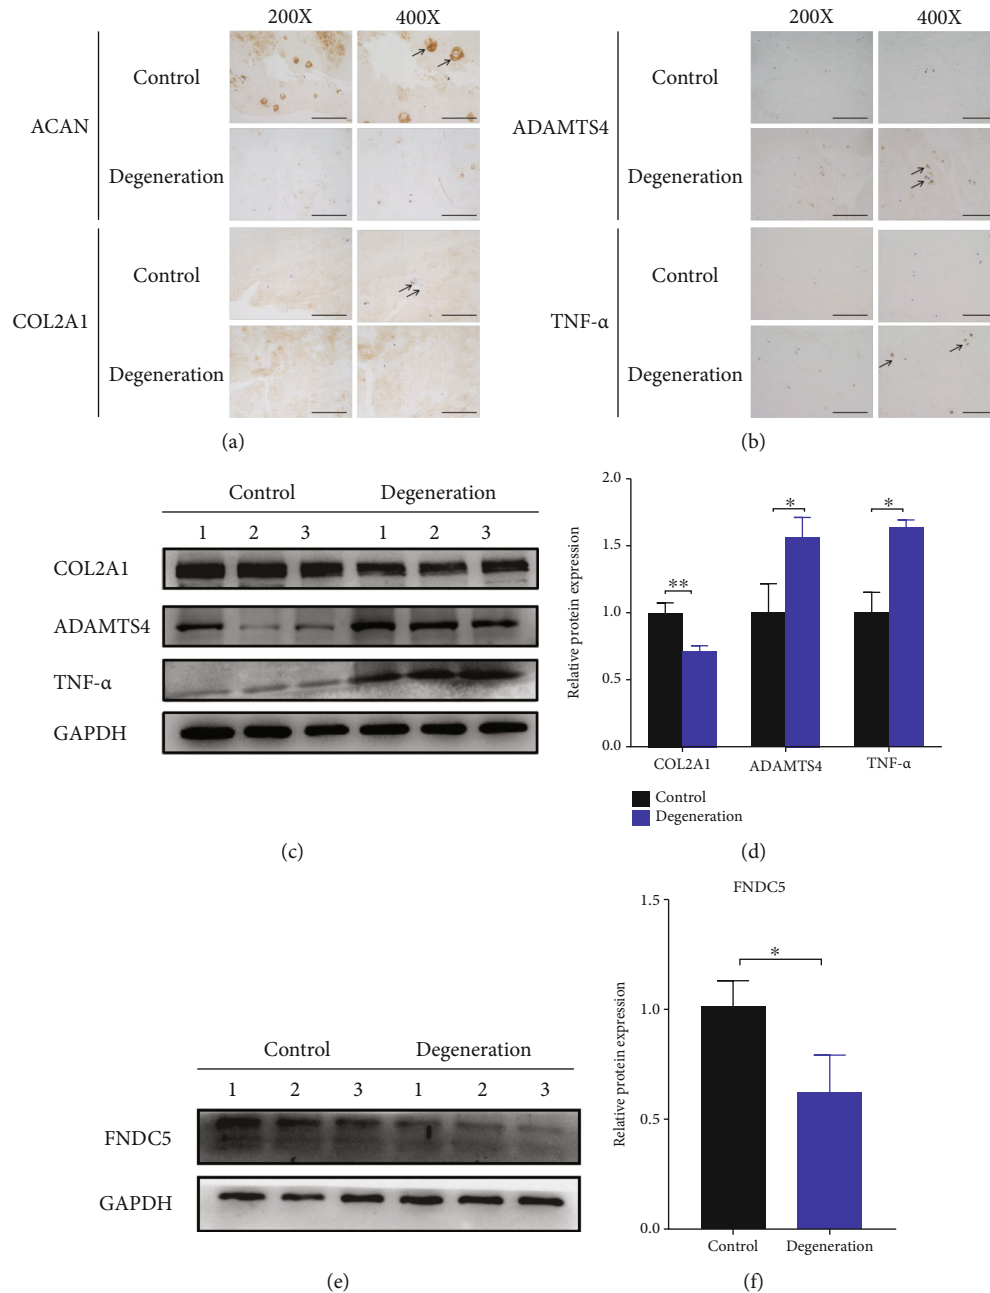 200X 400X
Control
ACAN
Degeneration
Control
COL2A1
Degeneration
(a)
200X 400X
Control
ADAMTS4
Degeneration
Control
TNF-α
Degeneration
(b)
Control Degeneration
1 2 3 1 2 3
COL2A1
ADAMTS4
TNF-α
GAPDH
(c)
Relative protein expression
2.0
1.5
1.0
0.5
0.0
** * *
COL2A1 ADAMTS4 TNF-α
Control
Degeneration
(d)
Control Degeneration
1 2 3 1 2 3
FNDC5
GAPDH
(e)
FNDC5
Relative protein expression
1.5
1.0
0.5
0.0
*
Control Degeneration
(f)